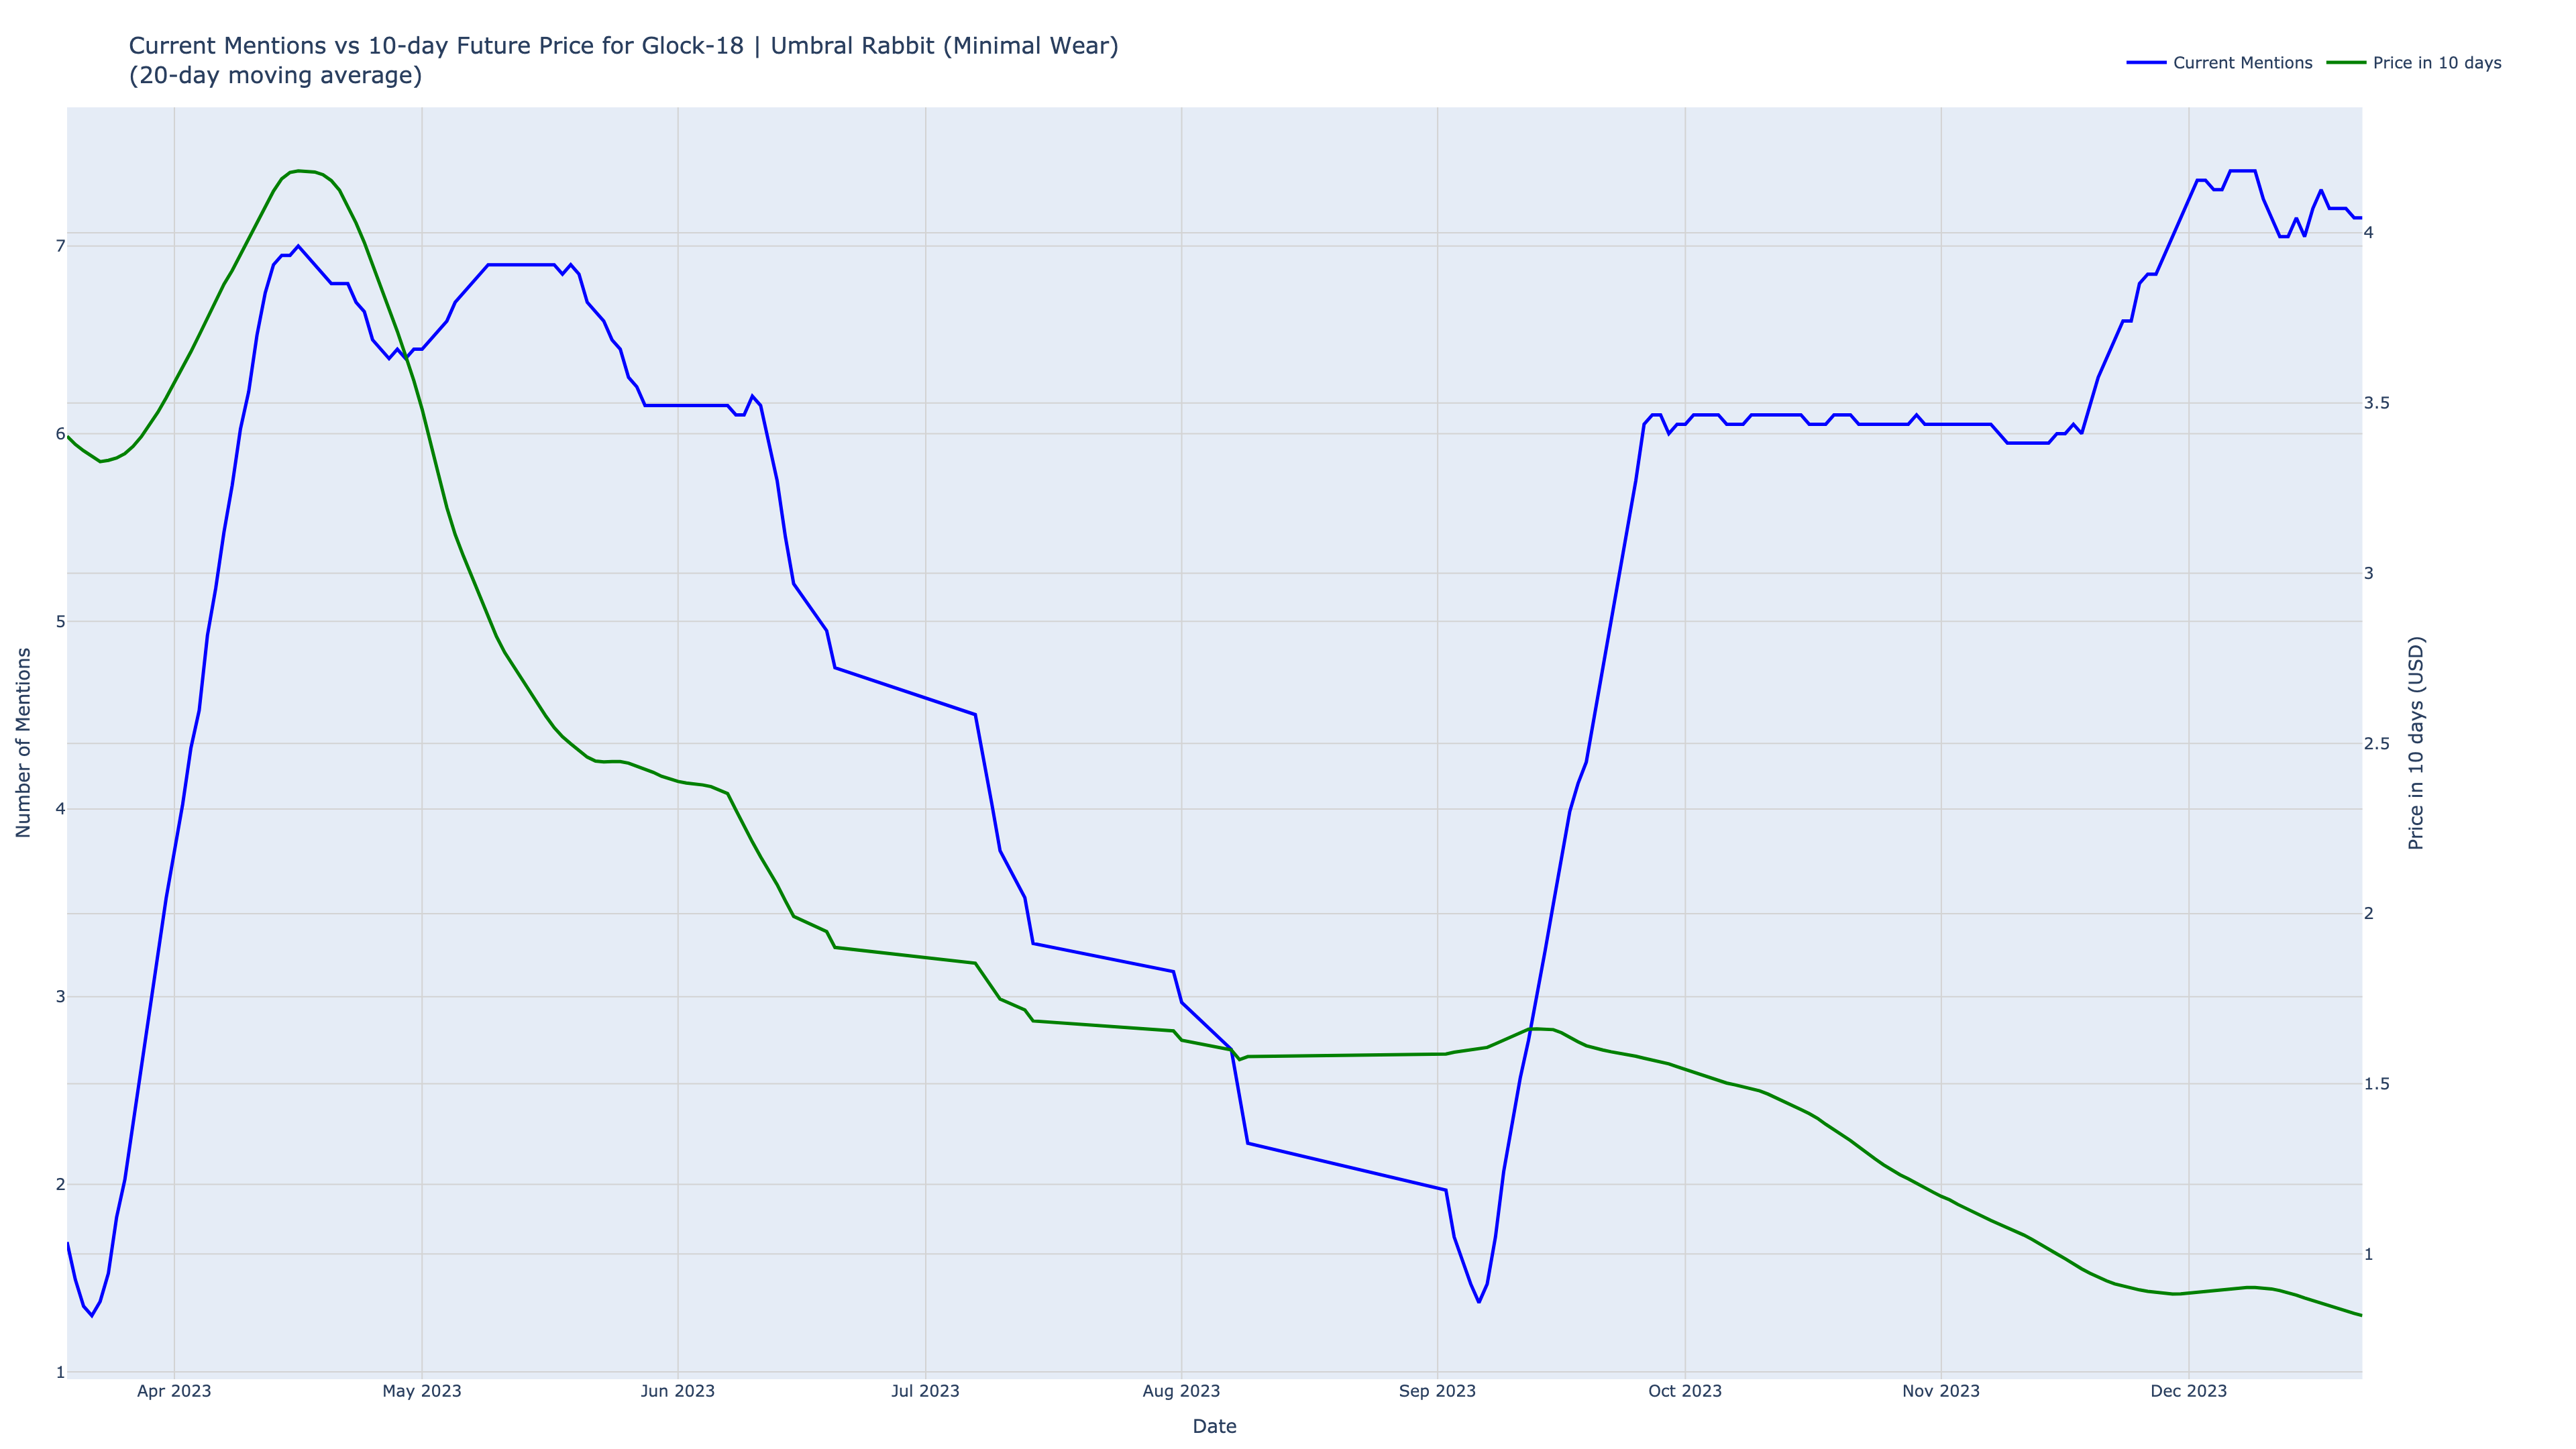 Current Mentions vs 10-day Future Price for Glock-18 | Umbral Rabbit (Minimal Wear)
(20-day moving average)
Current Mentions
Price in 10 days
7
6
5
4
3
2
1
Number of Mentions
4
3.5
3
2.5
2
1.5
1
Price in 10 days (USD)
Apr 2023
May 2023
Jun 2023
Jul 2023
Aug 2023
Sep 2023
Oct 2023
Nov 2023
Dec 2023
Date